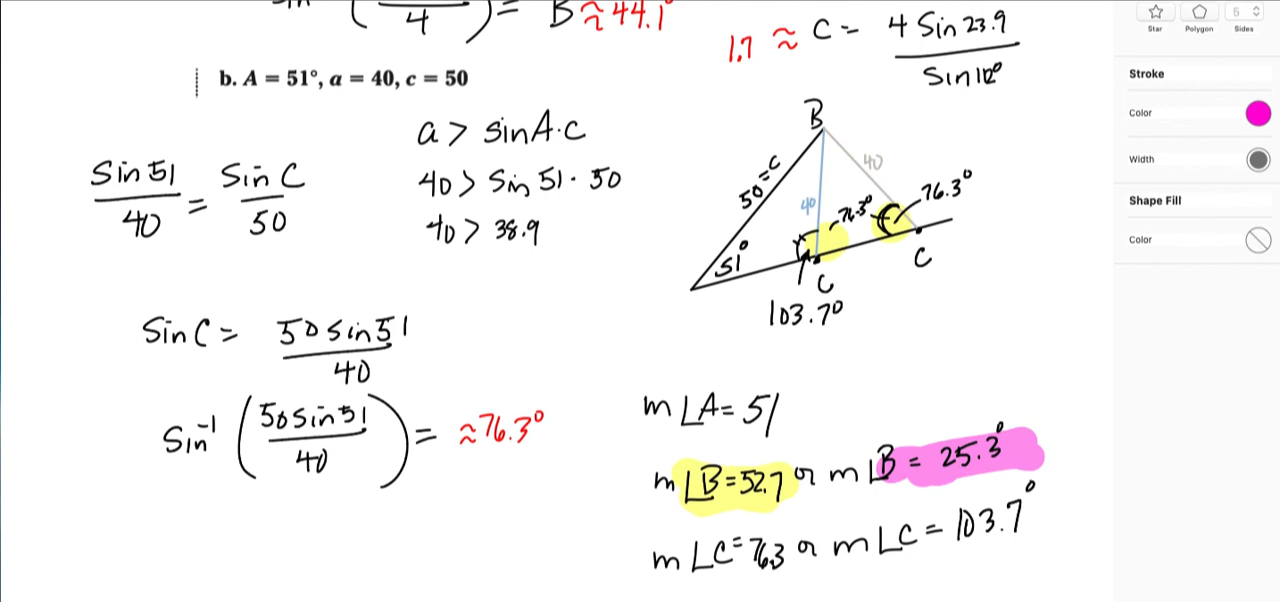 4 ) = B ≈ 44.1°
1.7 ≈ C = 4 Sin 23.9 / Sin 112°
b. A = 51°, a = 40, c = 50
a > sinA·c
40 > Sin 51 · 50
40 > 38.9
Sin 51 / 40 = Sin C / 50
B
50 = c
40
40
76.3°
76.3°
51°
C
C
103.7°
Sin C = 50 sin 51 / 40
Sin⁻¹ ( 50 sin 51 / 40 ) = ≈76.3°
m∠A = 51
m∠B = 52.7 or m∠B = 25.3°
m∠C = 76.3 or m∠C = 103.7°
Star
Polygon
6
Sides
Stroke
Color
Width
Shape Fill
Color